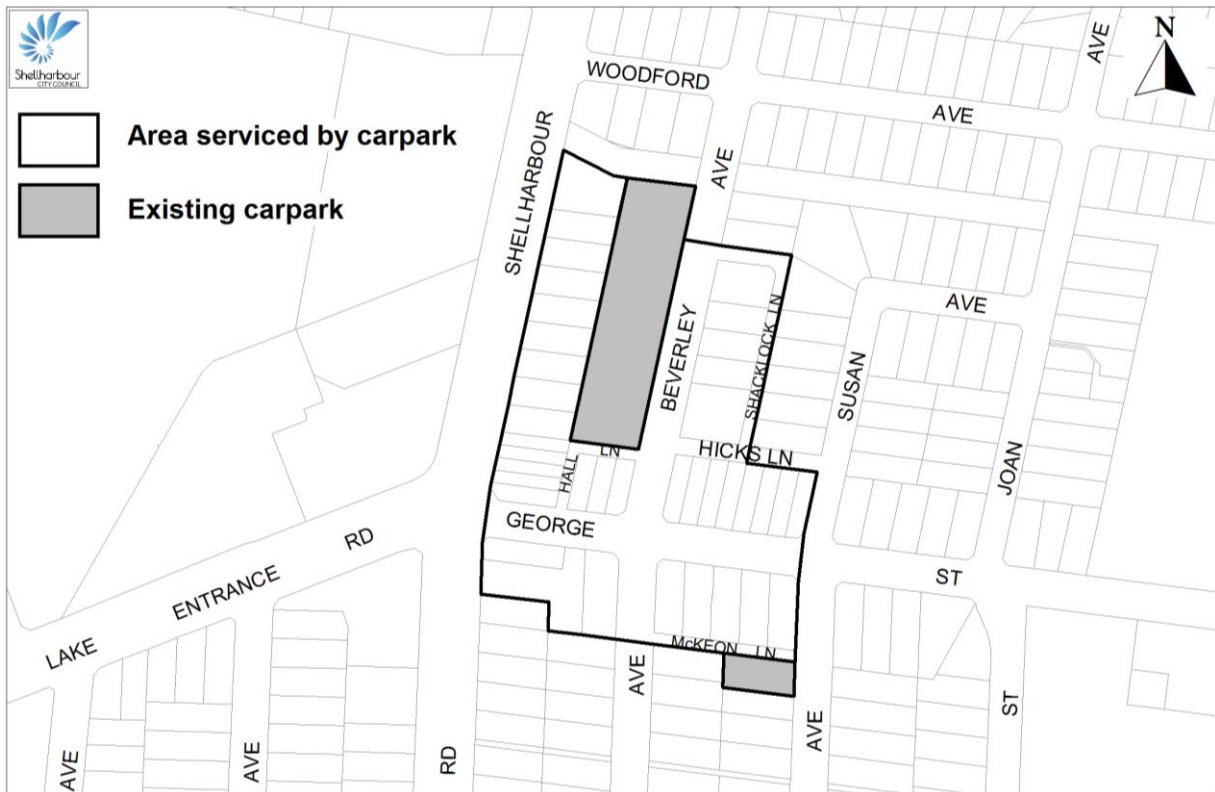 Shellharbour
CITY COUNCIL
Area serviced by carpark
Existing carpark
N
WOODFORD
AVE
AVE
SHELLHARBOUR
AVE
BEVERLEY
SHACKLOCK LN
AVE
SUSAN
JOAN
HICKS LN
HALL
LN
GEORGE
ST
RD
ENTRANCE
LAKE
McKEON LN
AVE
AVE
ST
AVE
AVE
RD